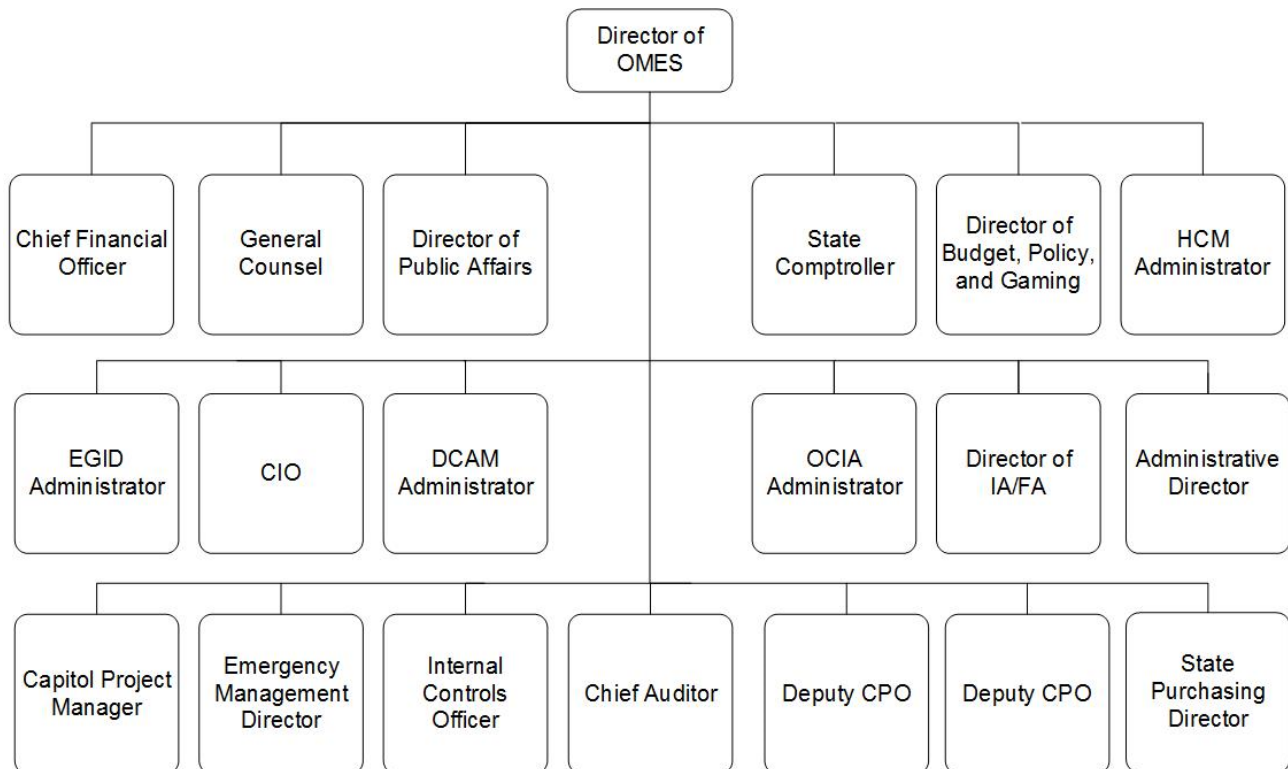 Director of
OMES
Chief Financial
Officer
General
Counsel
Director of
Public Affairs
State
Comptroller
Director of
Budget, Policy,
and Gaming
HCM
Administrator
EGID
Administrator
CIO
DCAM
Administrator
OCIA
Administrator
Director of
IA/FA
Administrative
Director
Capitol Project
Manager
Emergency
Management
Director
Internal
Controls
Officer
Chief Auditor
Deputy CPO
Deputy CPO
State
Purchasing
Director